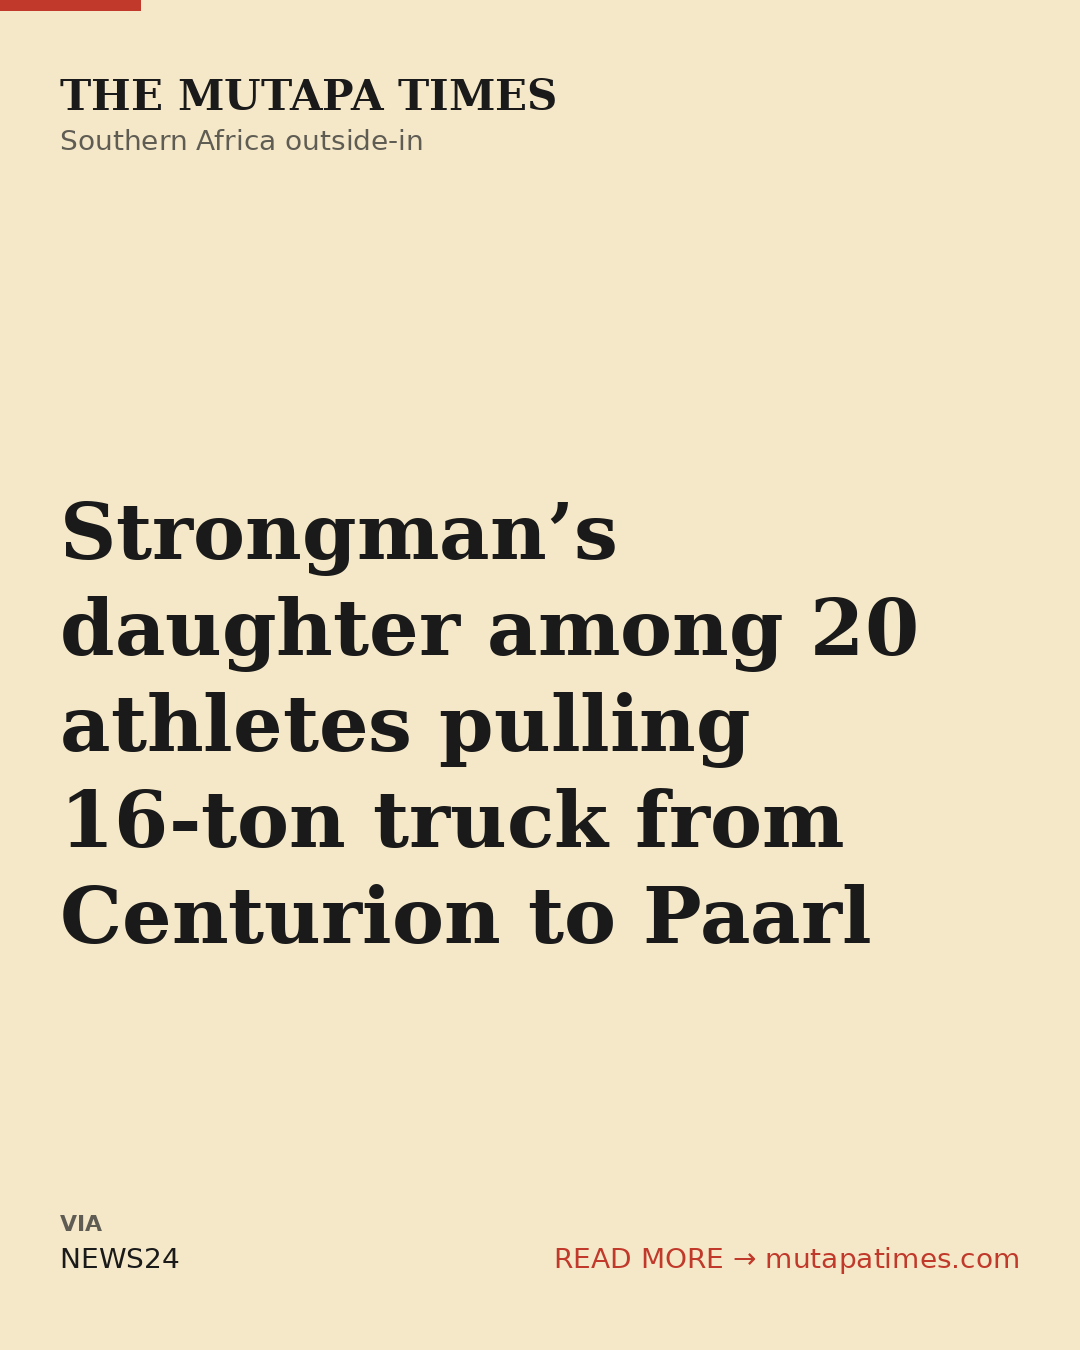 THE MUTAPA TIMES
Southern Africa outside-in
Strongman’s
daughter among 20
athletes pulling
16-ton truck from
Centurion to Paarl
VIA
NEWS24
READ MORE → mutapatimes.com